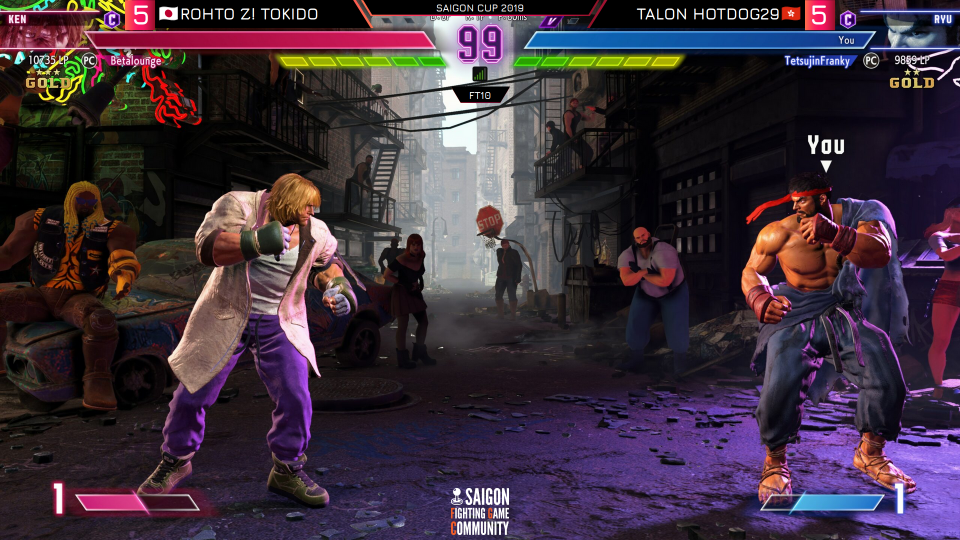 KEN
C
5
ROHTO Z! TOKIDO
SAIGON CUP 2019
TALON HOTDOG29
5
C
RYU
99
You
10735 LP
PC
Betalounge
TetsujinFranky
PC
9869 LP
GOLD
GOLD
FT10
You
STOP
1
1
SAIGON
FIGHTING GAME
COMMUNITY